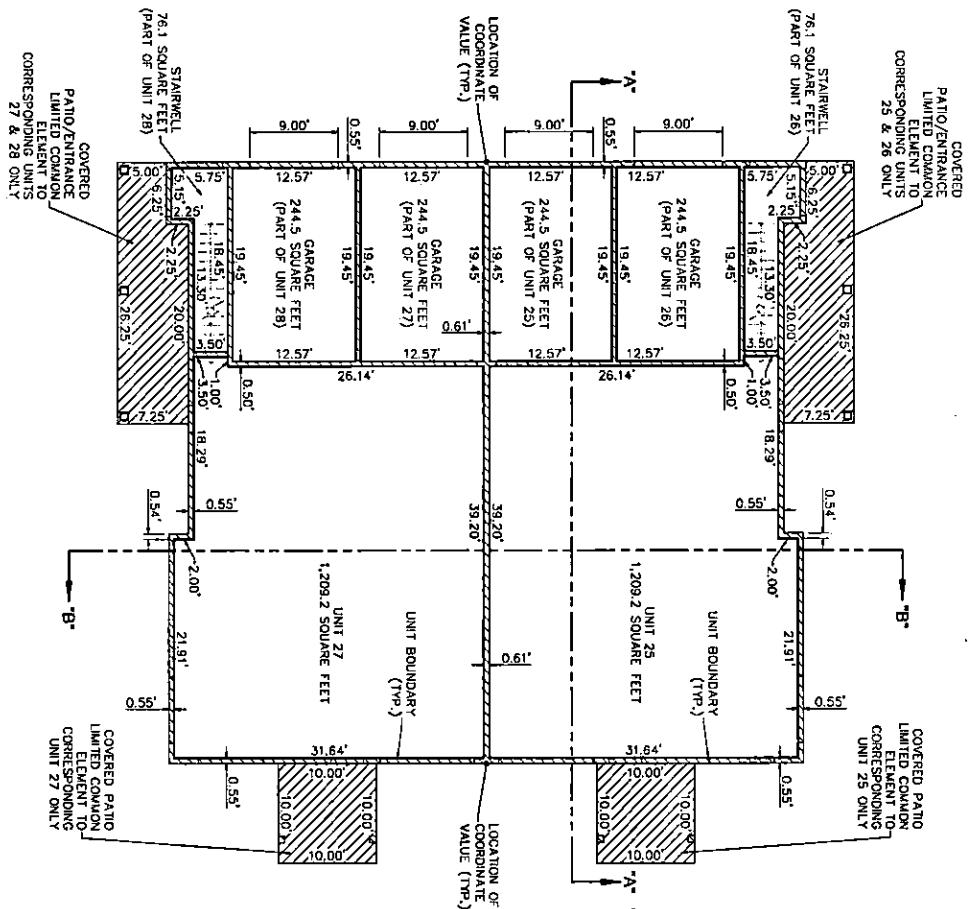 COVERED
PATIO/ENTRANCE
LIMITED COMMON
ELEMENT TO
CORRESPONDING UNITS
25 & 26 ONLY
STAIRWELL
76.1 SQUARE FEET
(PART OF UNIT 26)
"A"
LOCATION OF
COORDINATE
VALUE (TYP.)
STAIRWELL
76.1 SQUARE FEET
(PART OF UNIT 28)
COVERED
PATIO/ENTRANCE
LIMITED COMMON
ELEMENT TO
CORRESPONDING UNITS
27 & 28 ONLY
9.00'
0.55'
9.00'
9.00'
0.55'
9.00'
5.00'
6.25'
5.15'
2.25'
5.75'
12.57'
12.57'
12.57'
12.57'
5.75'
5.15'
2.25'
5.00'
6.25'
26.25'
20.00'
2.25'
13.30'
18.45'
19.45'
GARAGE
244.5 SQUARE FEET
(PART OF UNIT 26)
19.45'
GARAGE
244.5 SQUARE FEET
(PART OF UNIT 25)
19.45'
0.61'
GARAGE
244.5 SQUARE FEET
(PART OF UNIT 27)
19.45'
GARAGE
244.5 SQUARE FEET
(PART OF UNIT 28)
19.45'
18.45'
13.30'
2.25'
20.00'
26.25'
7.25'
3.50'
3.50'
1.00'
0.50'
12.57'
12.57'
26.14'
12.57'
12.57'
26.14'
0.50'
1.00'
3.50'
3.50'
7.25'
18.29'
18.29'
0.54'
0.55'
2.00'
39.20'
39.20'
0.55'
0.54'
2.00'
"B"
"B"
21.91'
UNIT 25
1,209.2 SQUARE FEET
UNIT BOUNDARY
(TYP.)
0.61'
UNIT 27
1,209.2 SQUARE FEET
UNIT BOUNDARY
(TYP.)
21.91'
0.55'
0.55'
31.64'
31.64'
0.55'
0.55'
10.00'
10.00'
10.00'
10.00'
10.00'
10.00'
10.00'
10.00'
COVERED PATIO
LIMITED COMMON
ELEMENT TO
CORRESPONDING
UNIT 25 ONLY
"A"
LOCATION OF
COORDINATE
VALUE (TYP.)
COVERED PATIO
LIMITED COMMON
ELEMENT TO
CORRESPONDING
UNIT 27 ONLY